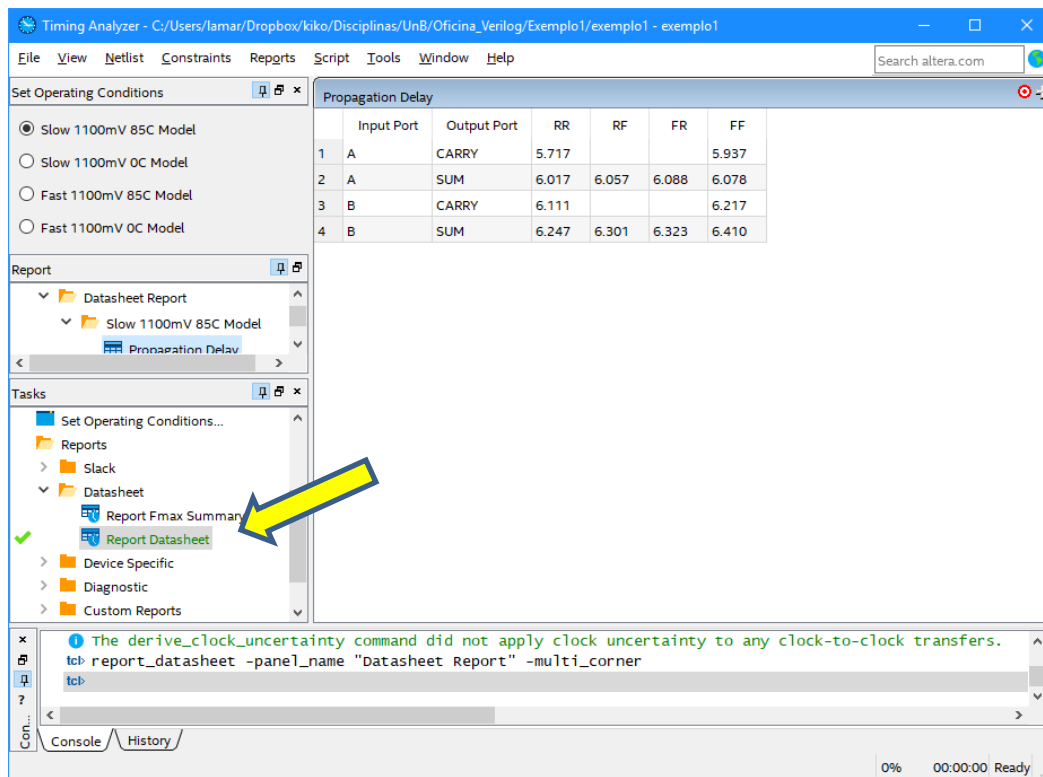 Timing Analyzer - C:/Users/lamar/Dropbox/kiko/Disciplinas/UnB/Oficina_Verilog/Exemplo1/exemplo1 - exemplo1
File View Netlist Constraints Reports Script Tools Window Help
Search altera.com
Set Operating Conditions
Slow 1100mV 85C Model
Slow 1100mV 0C Model
Fast 1100mV 85C Model
Fast 1100mV 0C Model
Report
Datasheet Report
Slow 1100mV 85C Model
Propagation Delay
Tasks
Set Operating Conditions...
Reports
Slack
Datasheet
Report Fmax Summary
Report Datasheet
Device Specific
Diagnostic
Custom Reports
Propagation Delay
Input Port Output Port RR RF FR FF
1 A CARRY 5.717 5.937
2 A SUM 6.017 6.057 6.088 6.078
3 B CARRY 6.111 6.217
4 B SUM 6.247 6.301 6.323 6.410
The derive_clock_uncertainty command did not apply clock uncertainty to any clock-to-clock transfers.
tcl> report_datasheet -panel_name "Datasheet Report" -multi_corner
tcl>
Con...
Console History
0% 00:00:00 Ready